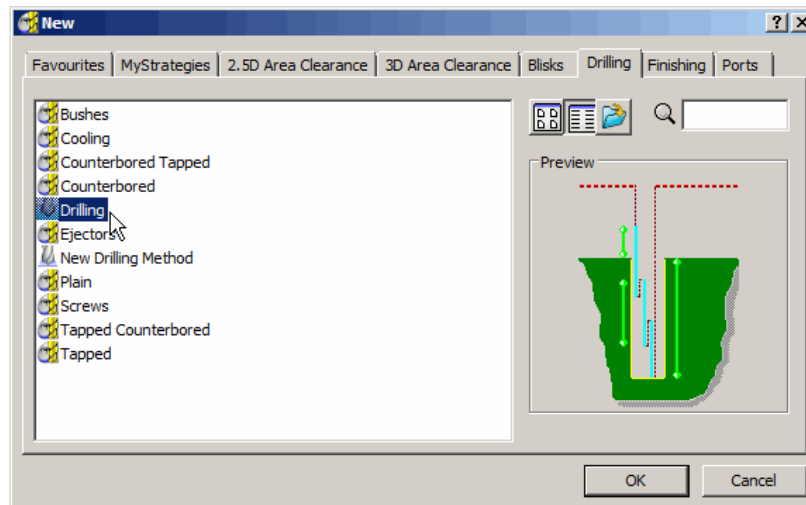 New
Favourites MyStrategies 2.5D Area Clearance 3D Area Clearance Blisks Drilling Finishing Ports
Bushes
Cooling
Counterbored Tapped
Counterbored
Drilling
Ejectors
New Drilling Method
Plain
Screws
Tapped Counterbored
Tapped
Preview
OK Cancel